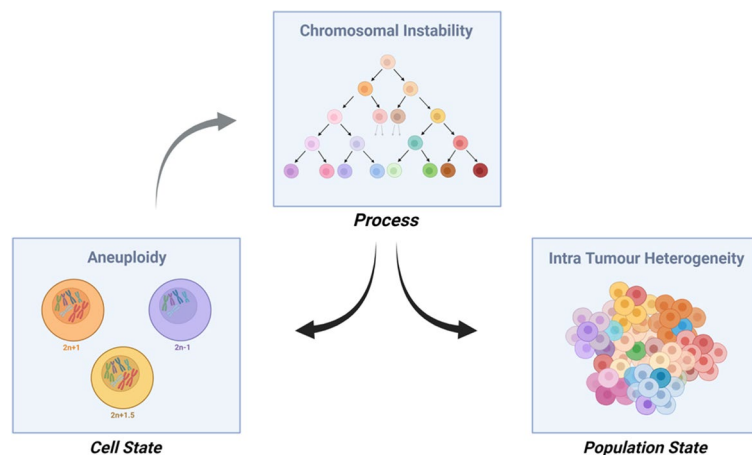 Chromosomal Instability
Process
Aneuploidy
2n+1
2n-1
2n+1.5
Cell State
Intra Tumour Heterogeneity
Population State